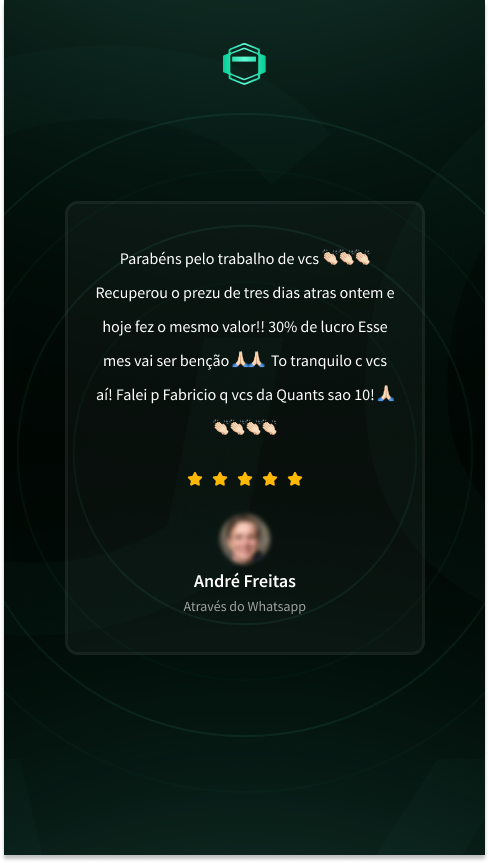 Parabéns pelo trabalho de vcs 👏🏻👏🏻👏🏻
Recuperou o prezu de tres dias atras ontem e
hoje fez o mesmo valor!! 30% de lucro Esse
mes vai ser benção 🙏🏻🙏🏻 To tranquilo c vcs
aí! Falei p Fabricio q vcs da Quants sao 10! 🙏🏻
👏🏻👏🏻👏🏻👏🏻
André Freitas
Através do Whatsapp